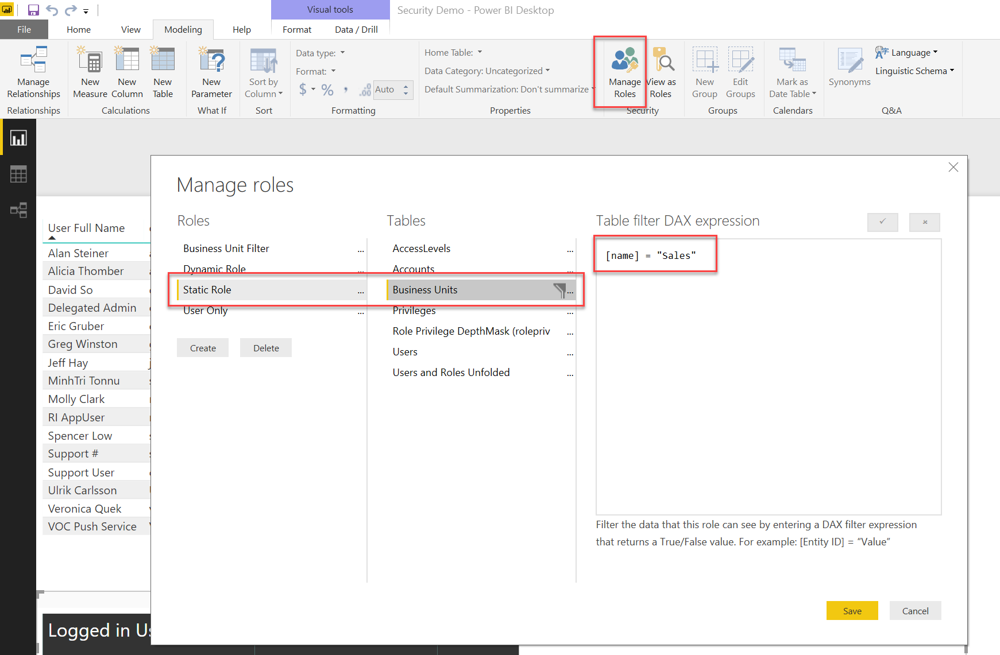 Visual tools
Security Demo - Power BI Desktop
File
Home
View
Modeling
Help
Format
Data / Drill
Manage
Relationships
New
Measure
New
Column
New
Table
New
Parameter
Sort by
Column
Data type:
Format:
$ % , .00 Auto
Home Table:
Data Category: Uncategorized
Default Summarization: Don't summarize
Manage
Roles
View as
Roles
New
Group
Edit
Groups
Mark as
Date Table
Synonyms
Language
Linguistic Schema
Relationships
Calculations
What If
Sort
Formatting
Properties
Security
Groups
Calendars
Q&A
Manage roles
Roles
Business Unit Filter ...
Dynamic Role ...
Static Role ...
User Only ...
Create
Delete
Tables
AccessLevels ...
Accounts ...
Business Units ...
Privileges ...
Role Privilege DepthMask (rolepriv ...
Users ...
Users and Roles Unfolded ...
Table filter DAX expression
[name] = "Sales"
Filter the data that this role can see by entering a DAX filter expression
that returns a True/False value. For example: [Entity ID] = “Value”
Save
Cancel
User Full Name
Alan Steiner
Alicia Thomber
David So
Delegated Admin
Eric Gruber
Greg Winston
Jeff Hay
MinhTri Tonnu
Molly Clark
RI AppUser
Spencer Low
Support #
Support User
Ulrik Carlsson
Veronica Quek
VOC Push Service
Logged in